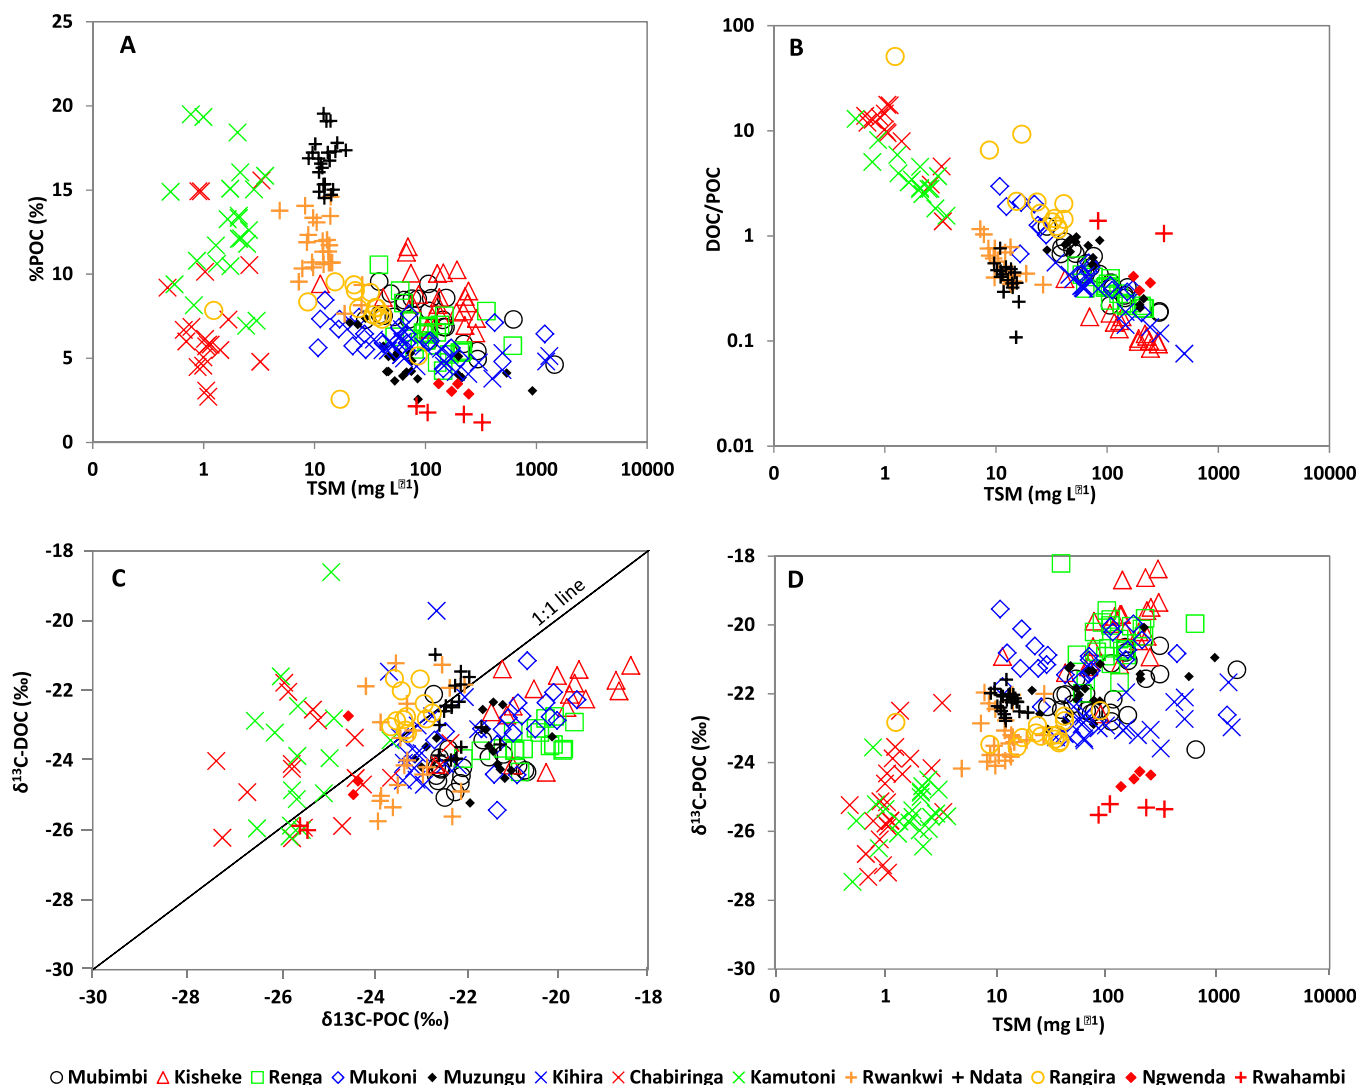 A
%POC (%)
25
20
15
10
5
0
0 1 10 100 1000 10000
TSM (mg L⍰1)
B
DOC/POC
100
10
1
0.1
0.01
0 1 10 100 1000 10000
TSM (mg L⍰1)
C
1:1 line
δ13C-DOC (‰)
-18
-20
-22
-24
-26
-28
-30
-30 -28 -26 -24 -22 -20 -18
δ13C-POC (‰)
D
δ13C-POC (‰)
-18
-20
-22
-24
-26
-28
-30
0 1 10 100 1000 10000
TSM (mg L⍰1)
Mubimbi Kisheke Renga Mukoni Muzungu Kihira Chabiringa Kamutoni Rwankwi Ndata Rangira Ngwenda Rwahambi